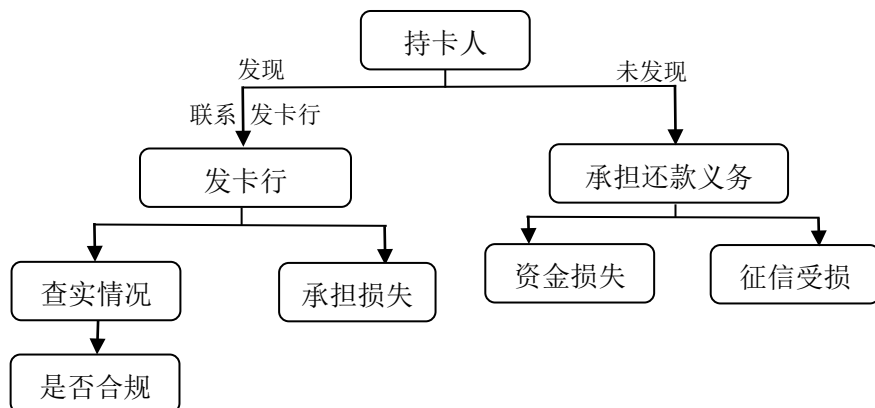 持卡人
发现
未发现
联系 发卡行
发卡行
承担还款义务
查实情况
承担损失
资金损失
征信受损
是否合规